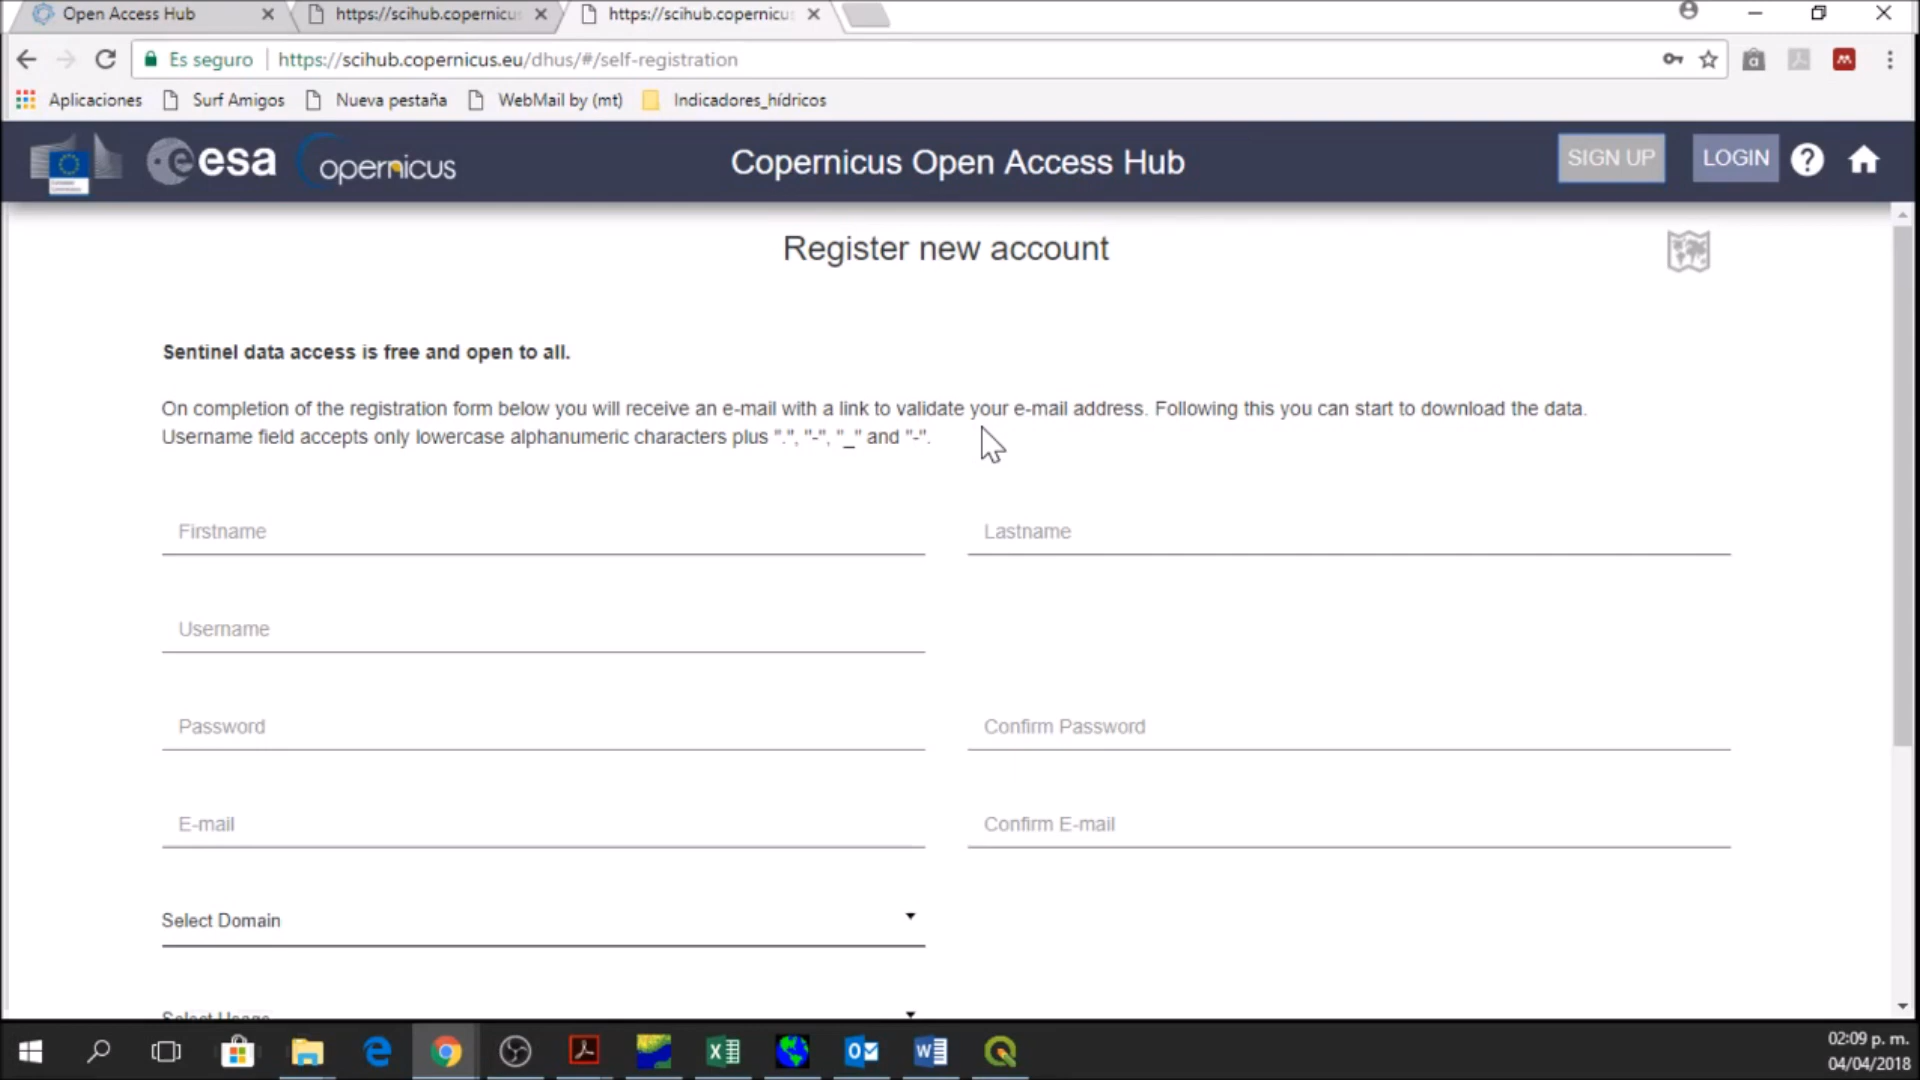 Open Access Hub
https://scihub.copernicus
https://scihub.copernicus
Es seguro
https://scihub.copernicus.eu/dhus/#/self-registration
Aplicaciones
Surf Amigos
Nueva pestaña
WebMail by (mt)
Indicadores_hídricos
esa
opernicus
Copernicus Open Access Hub
SIGN UP
LOGIN
Register new account
Sentinel data access is free and open to all.
On completion of the registration form below you will receive an e-mail with a link to validate your e-mail address. Following this you can start to download the data.
Username field accepts only lowercase alphanumeric characters plus ".", "-", "_" and "-".
Firstname
Lastname
Username
Password
Confirm Password
E-mail
Confirm E-mail
Select Domain
Select Usage
02:09 p. m.
04/04/2018